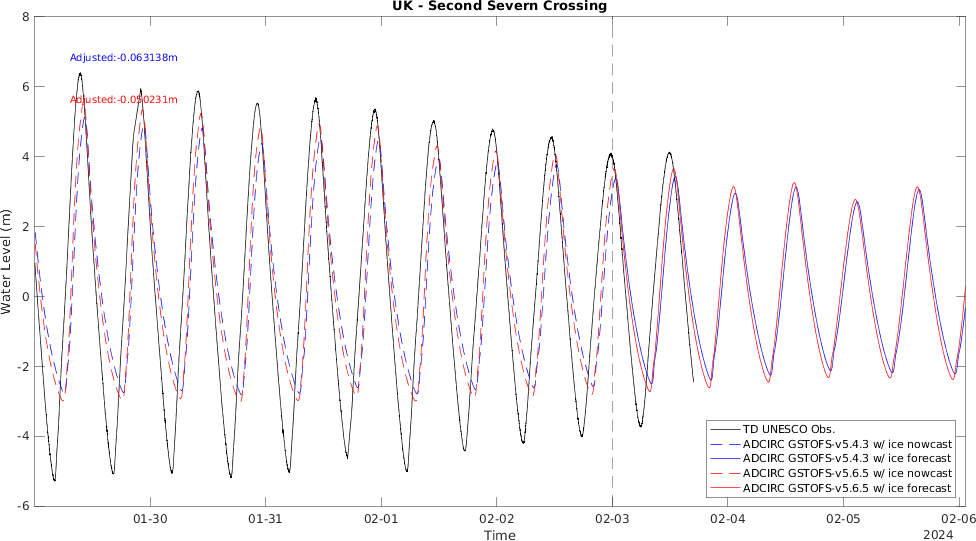 UK - Second Severn Crossing
8
6
4
2
0
-2
-4
-6
Water Level (m)
Adjusted:-0.063138m
Adjusted:-0.050231m
TD UNESCO Obs.
ADCIRC GSTOFS-v5.4.3 w/ ice nowcast
ADCIRC GSTOFS-v5.4.3 w/ ice forecast
ADCIRC GSTOFS-v5.6.5 w/ ice nowcast
ADCIRC GSTOFS-v5.6.5 w/ ice forecast
01-30 01-31 02-01 02-02 02-03 02-04 02-05 02-06
Time
2024